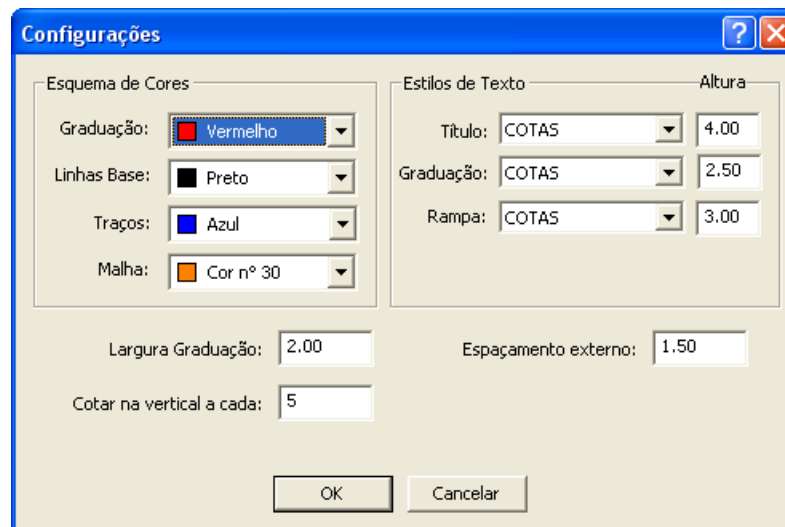 Configurações
Esquema de Cores
Graduação: Vermelho
Linhas Base: Preto
Traços: Azul
Malha: Cor nº 30
Estilos de Texto Altura
Título: COTAS 4.00
Graduação: COTAS 2.50
Rampa: COTAS 3.00
Largura Graduação: 2.00
Espaçamento externo: 1.50
Cotar na vertical a cada: 5
OK Cancelar